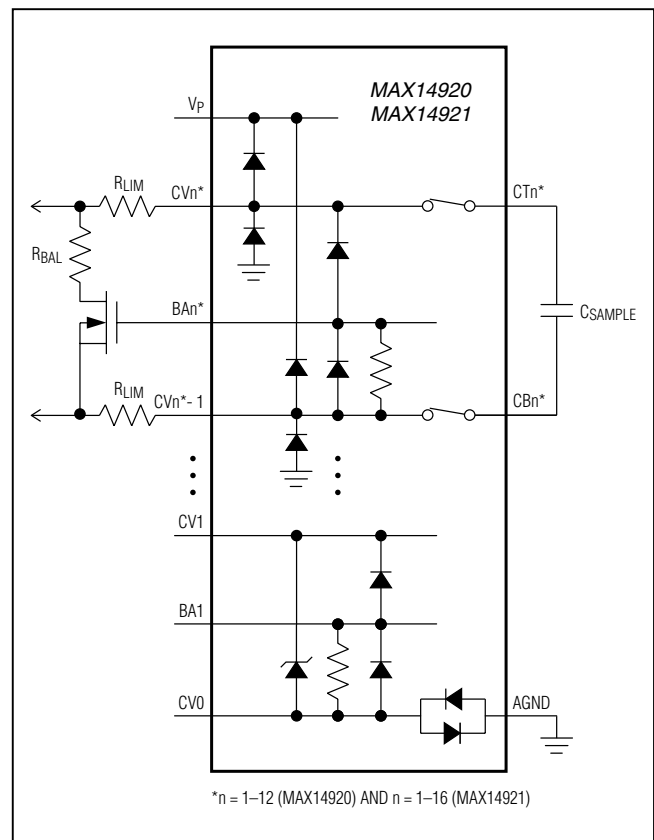 MAX14920
MAX14921
VP
RLIM
CVn*
CTn*
RBAL
BAn*
CSAMPLE
RLIM
CVn*- 1
CBn*
CV1
BA1
CV0
AGND
*n = 1–12 (MAX14920) AND n = 1–16 (MAX14921)